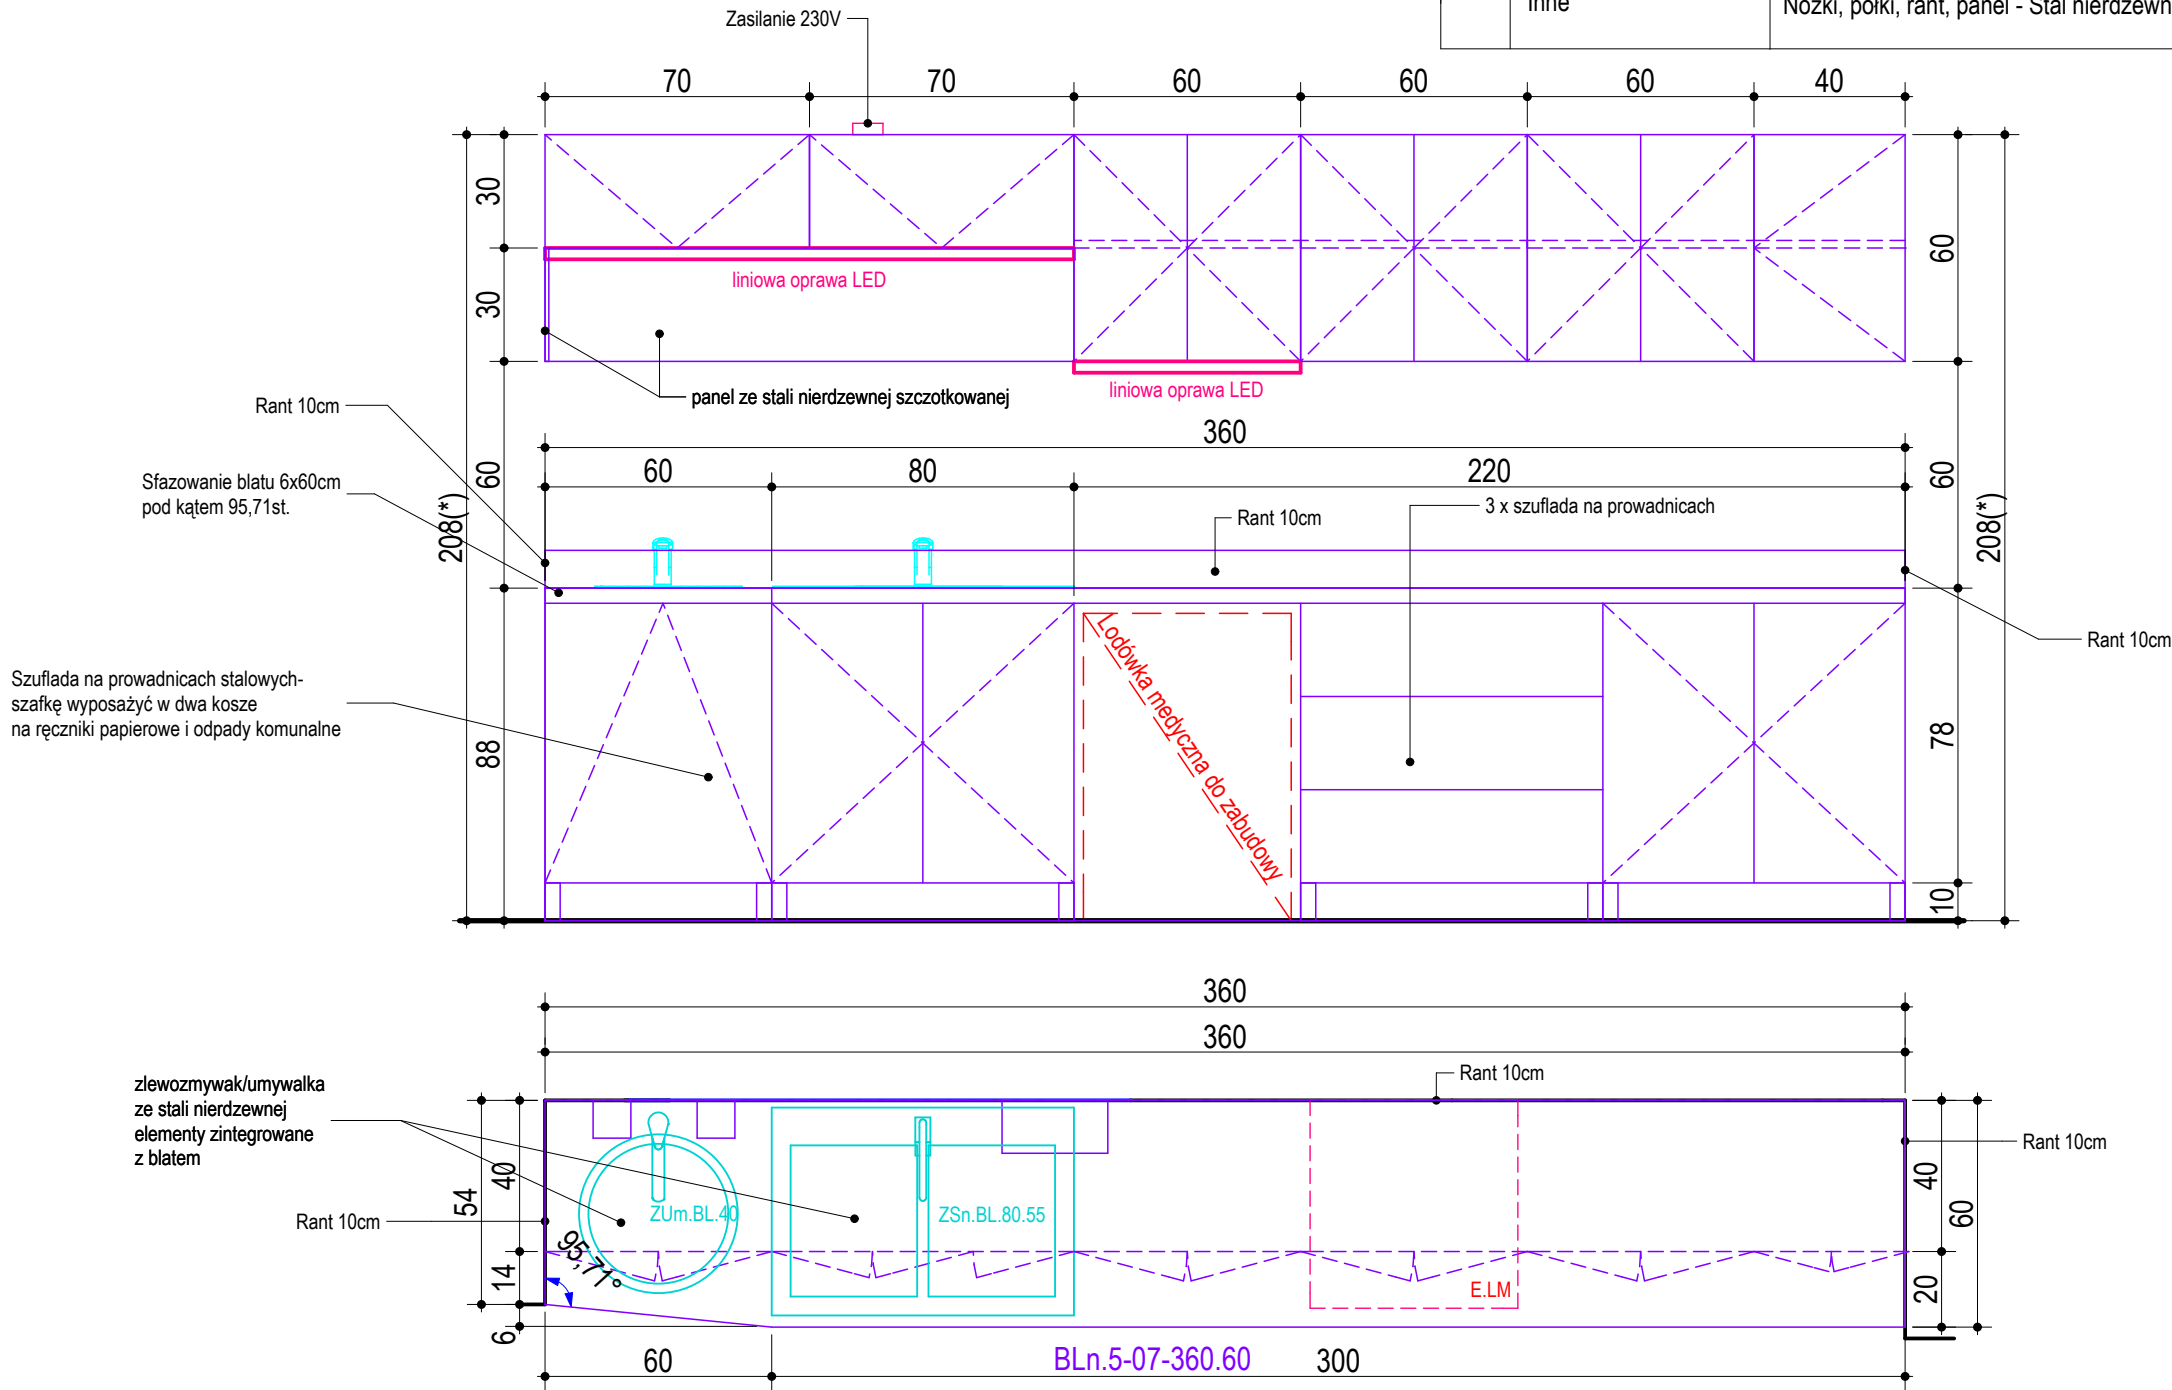 Zasilanie 230V
Inne
Nóżki, półki, rant, panel - Stal nierdzewn
70
70
60
60
60
40
30
30
60
88
208(*)
60
60
78
10
208(*)
liniowa oprawa LED
liniowa oprawa LED
panel ze stali nierdzewnej szczotkowanej
Rant 10cm
Sfazowanie blatu 6x60cm
pod kątem 95,71st.
360
60
80
220
Rant 10cm
3 x szuflada na prowadnicach
Rant 10cm
Szuflada na prowadnicach stalowych-
szafkę wyposażyć w dwa kosze
na ręczniki papierowe i odpady komunalne
Lodówka medyczna do zabudowy
360
360
zlewozmywak/umywalka
ze stali nierdzewnej
elementy zintegrowane
z blatem
Rant 10cm
Rant 10cm
Rant 10cm
54
40
14
6
95,71°
ZUm.BL.40
ZSn.BL.80.55
E.LM
40
20
60
60
BLn.5-07-360.60
300